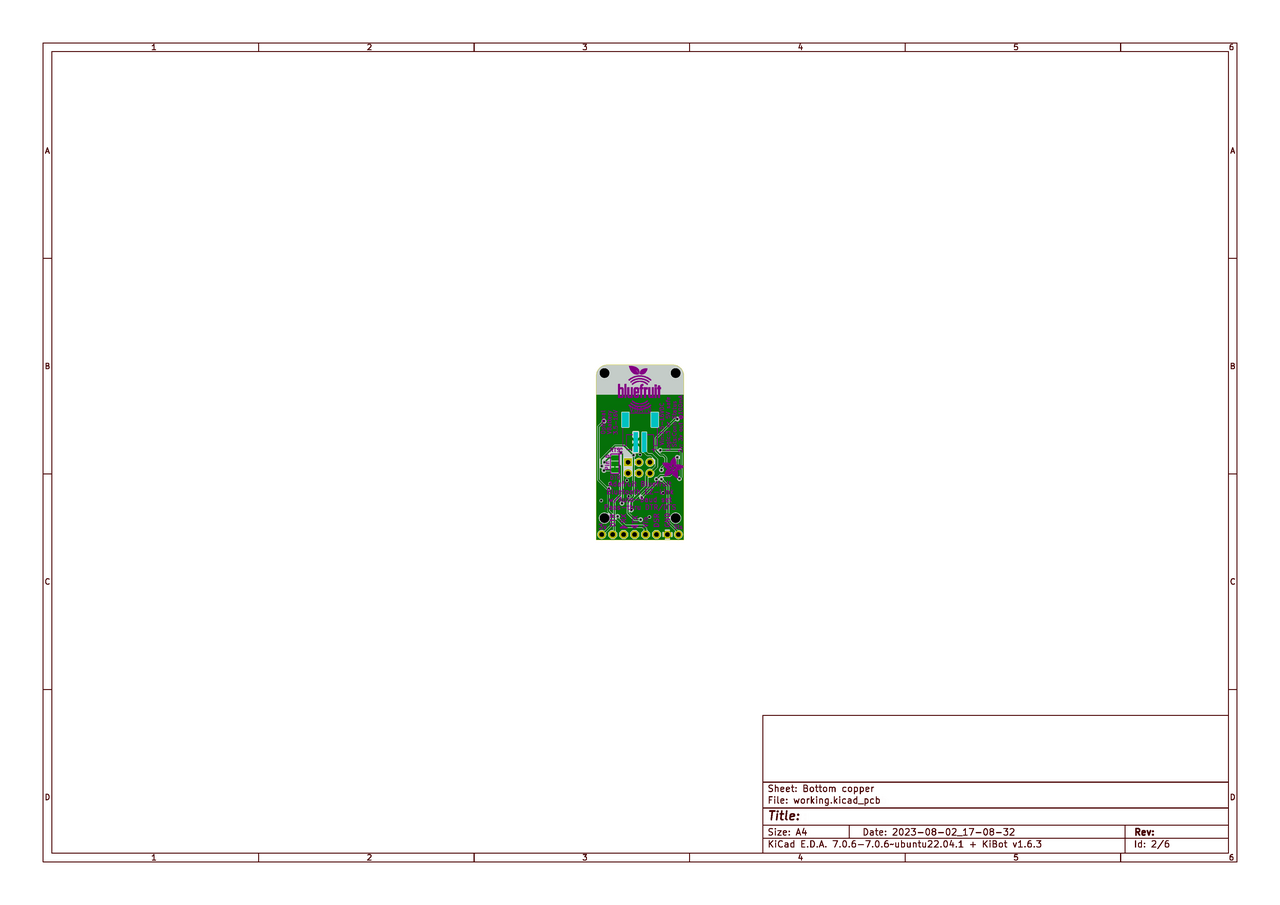 1 2 3 4 5 6
A A
bluefruit
B B
C C
Sheet: Bottom copper
File: working.kicad_pcb
D D
Title:
Size: A4 Date: 2023-08-02_17-08-32 Rev:
KiCad E.D.A. 7.0.6-7.0.6~ubuntu22.04.1 + KiBot v1.6.3 Id: 2/6
1 2 3 4 5 6